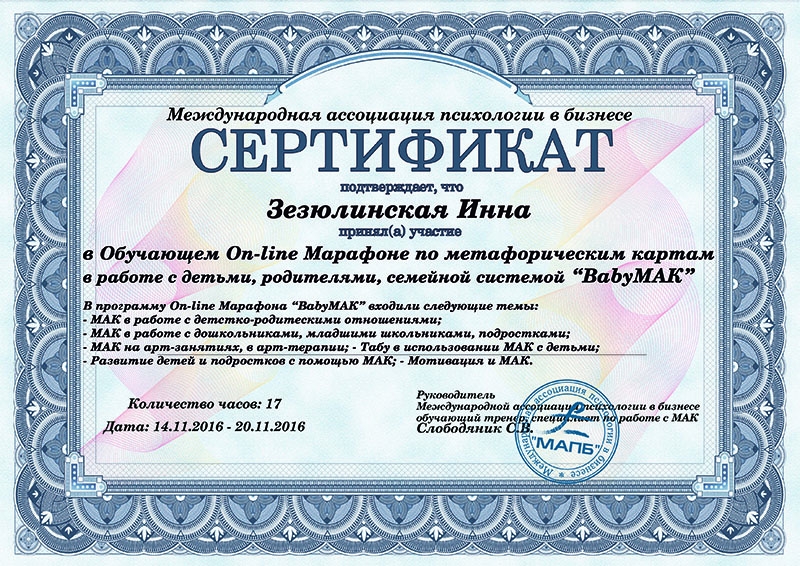 Международная ассоциация психологии в бизнесе
СЕРТИФИКАТ
подтверждает, что
Зезюлинская Инна
принял(а) участие
в Обучающем On-line Марафоне по метафорическим картам
в работе с детьми, родителями, семейной системой “BabyМАК”
В программу On-line Марафона “BabyМАК” входили следующие темы:
- МАК в работе с детстко-родитескими отношениями;
- МАК в работе с дошкольниками, младшими школьниками, подростками;
- МАК на арт-занятиях, в арт-терапии; - Табу в использовании МАК с детьми;
- Развитие детей и подростков с помощью МАК; - Мотивация и МАК.
Количество часов: 17
Дата: 14.11.2016 - 20.11.2016
Руководитель
Международной ассоциации психологии в бизнесе
обучающий тренер, специалист по работе с МАК
Слободяник С.В.
Международная ассоциация психологии в бизнесе
"МАПБ"